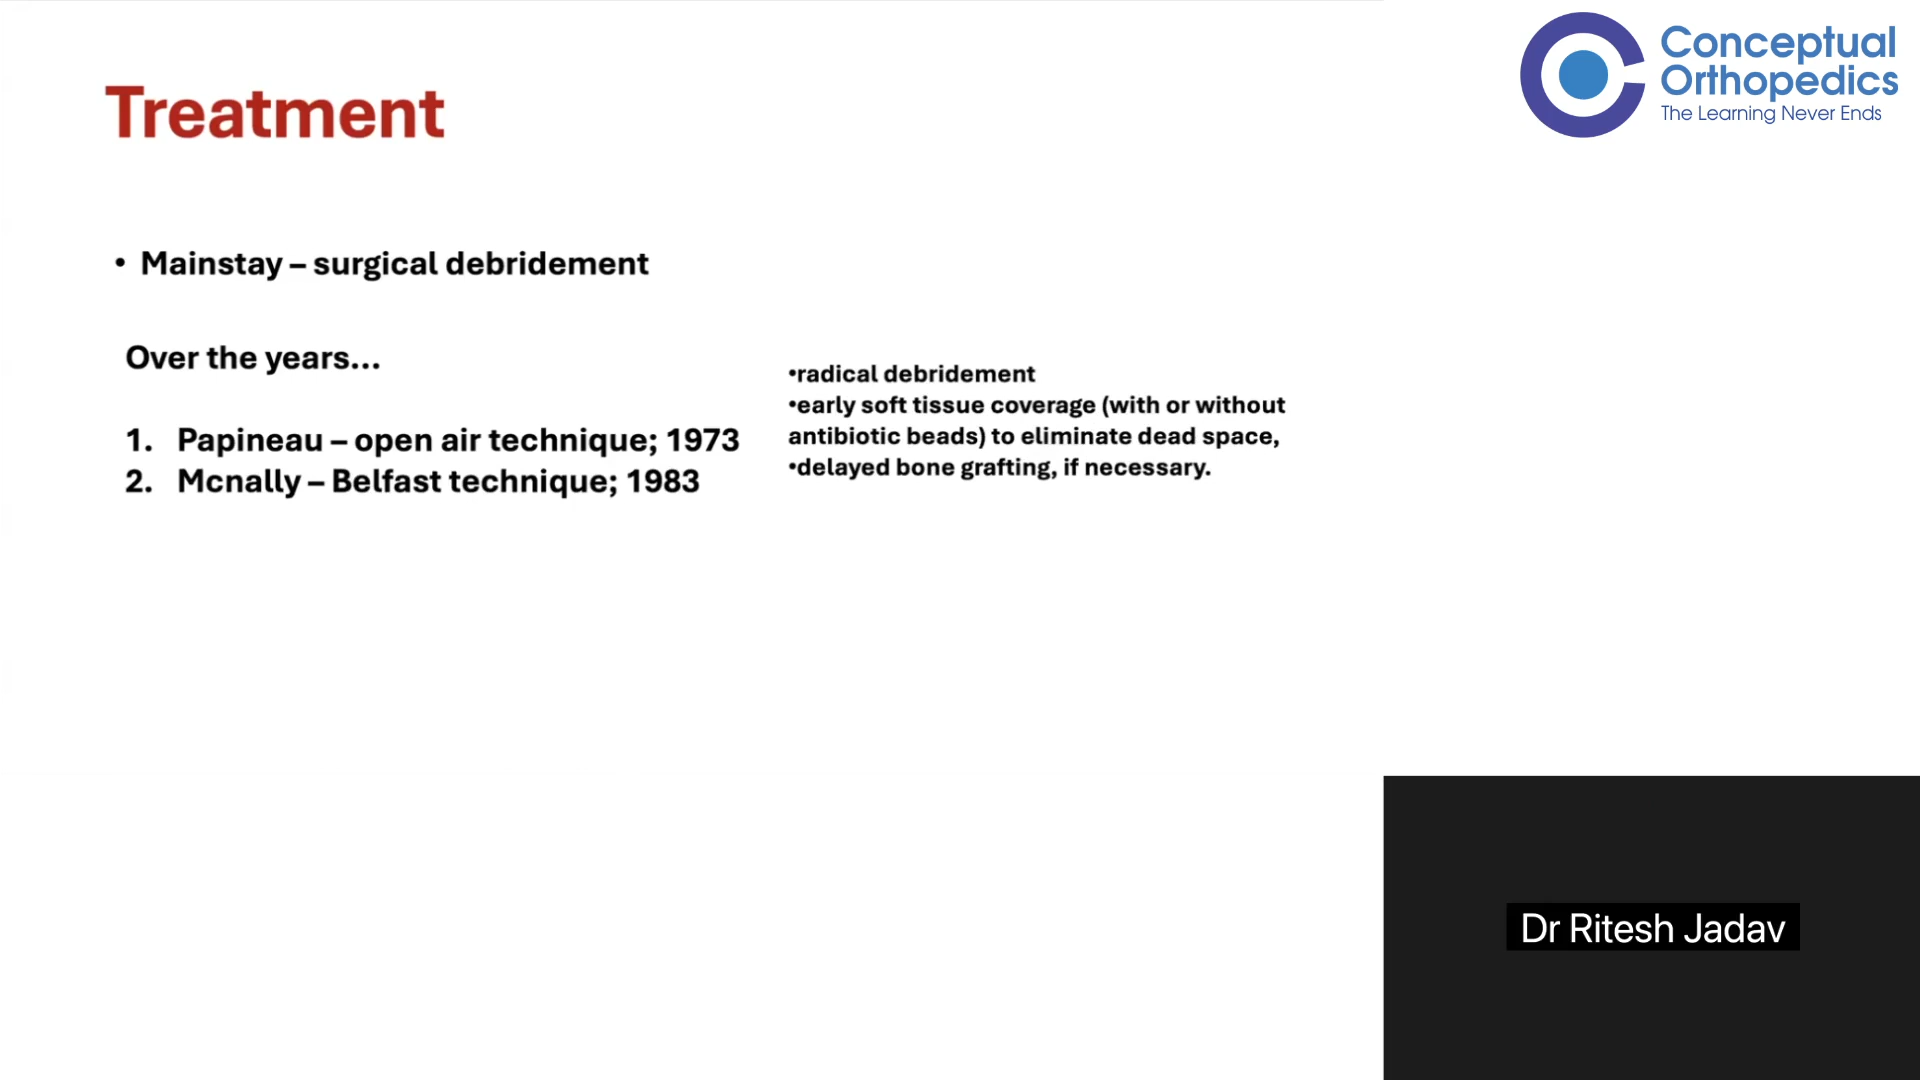 Conceptual
Orthopedics
The Learning Never Ends
Treatment
• Mainstay – surgical debridement
Over the years...
1. Papineau – open air technique; 1973
2. Mcnally – Belfast technique; 1983
•radical debridement
•early soft tissue coverage (with or without
antibiotic beads) to eliminate dead space,
•delayed bone grafting, if necessary.
Dr Ritesh Jadav